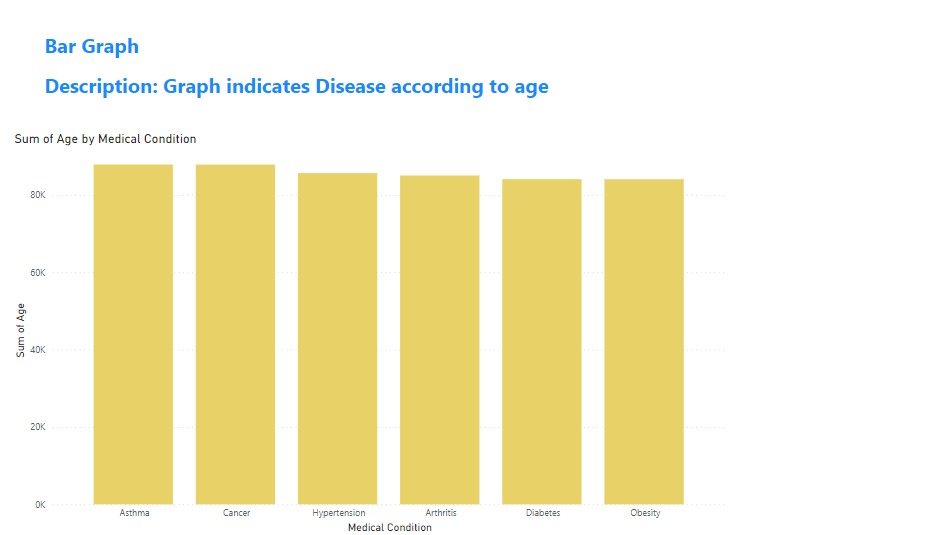 Bar Graph
Description: Graph indicates Disease according to age
Sum of Age by Medical Condition
Sum of Age
80K
60K
40K
20K
0K
Asthma Cancer Hypertension Arthritis Diabetes Obesity
Medical Condition